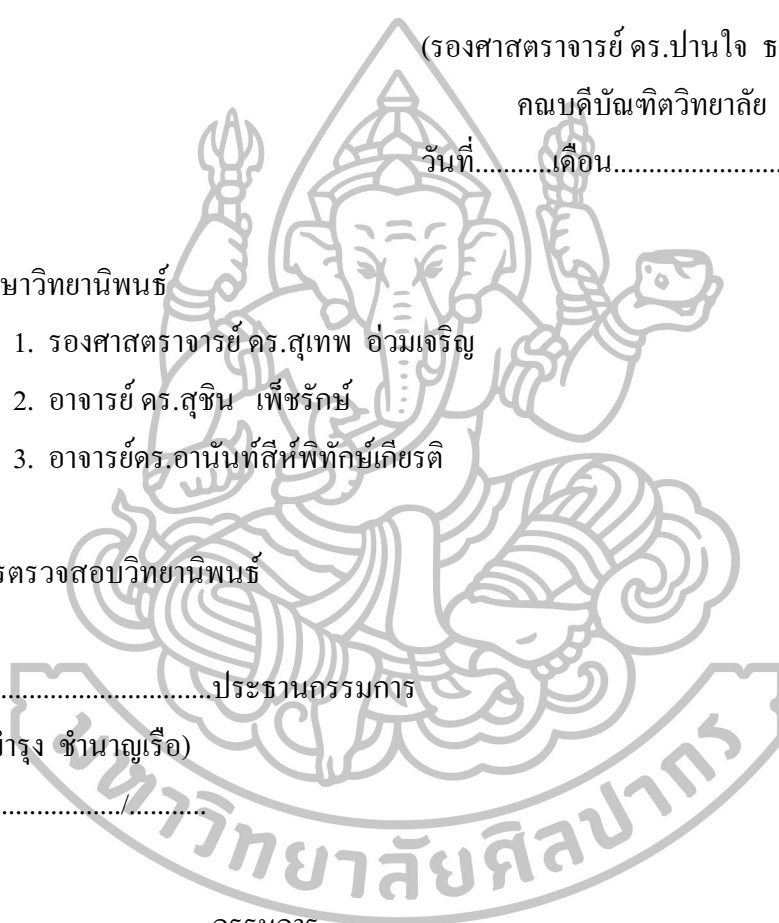 (รองศาสตราจารย์ ดร.ปานใจ ธ
คณบดีบัณฑิตวิทยาลัย
วันที่...........เดือน........................
ษาวิทยานิพนธ์
1. รองศาสตราจารย์ ดร.สุเทพ อ่วมเจริญ
2. อาจารย์ ดร.สุชิน เพ็ชรักษ์
3. อาจารย์ดร.อานันท์สีห์พิทักษ์เกียรติ
รตรวจสอบวิทยานิพนธ์
..............................ประธานกรรมการ
ำรุง ชำนาญเรือ)
................../...........
กรรมการ
มหาวิทยาลัยศิลปากร